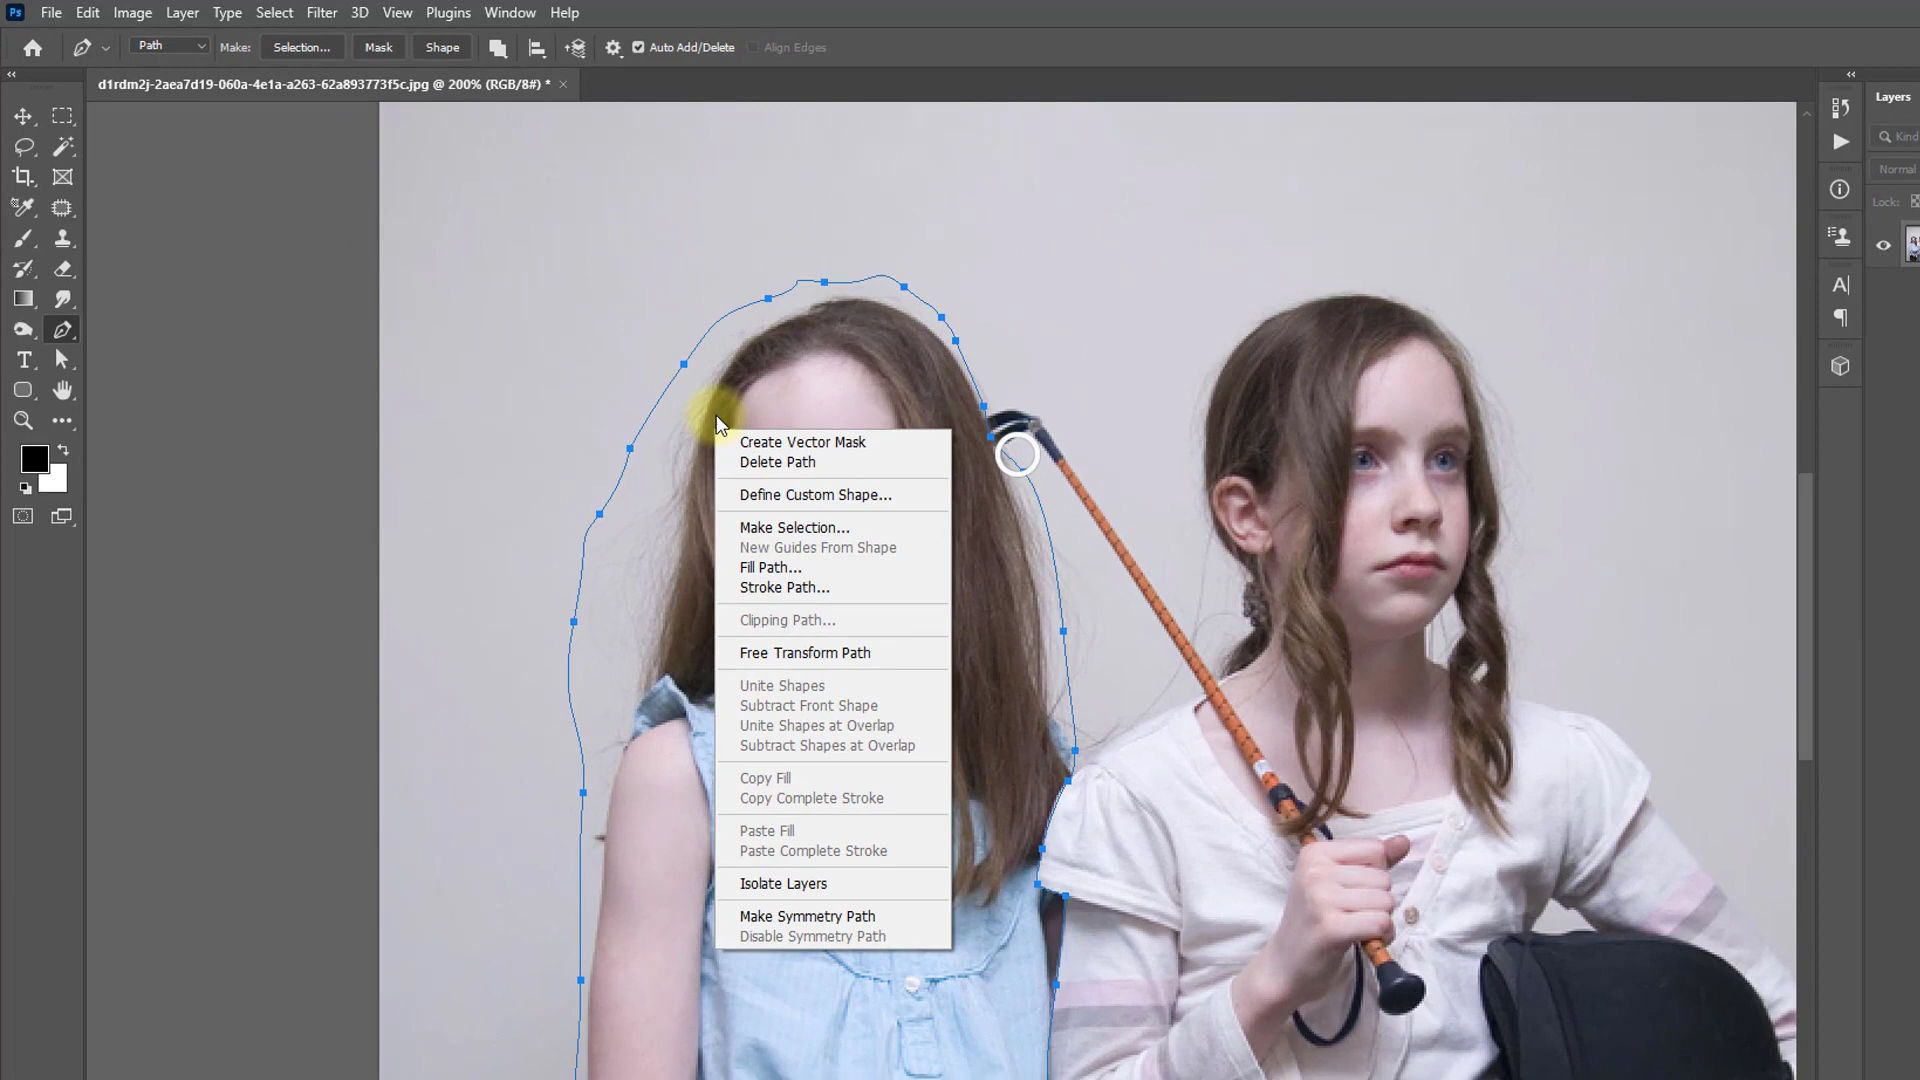 Ps File Edit Image Layer Type Select Filter 3D View Plugins Window Help
Path Make: Selection... Mask Shape Auto Add/Delete Align Edges
d1rdm2j-2aea7d19-060a-4e1a-a263-62a893773f5c.jpg @ 200% (RGB/8#) *
Layers
Kind
Normal
Lock:
Create Vector Mask
Delete Path
Define Custom Shape...
Make Selection...
New Guides From Shape
Fill Path...
Stroke Path...
Clipping Path...
Free Transform Path
Unite Shapes
Subtract Front Shape
Unite Shapes at Overlap
Subtract Shapes at Overlap
Copy Fill
Copy Complete Stroke
Paste Fill
Paste Complete Stroke
Isolate Layers
Make Symmetry Path
Disable Symmetry Path